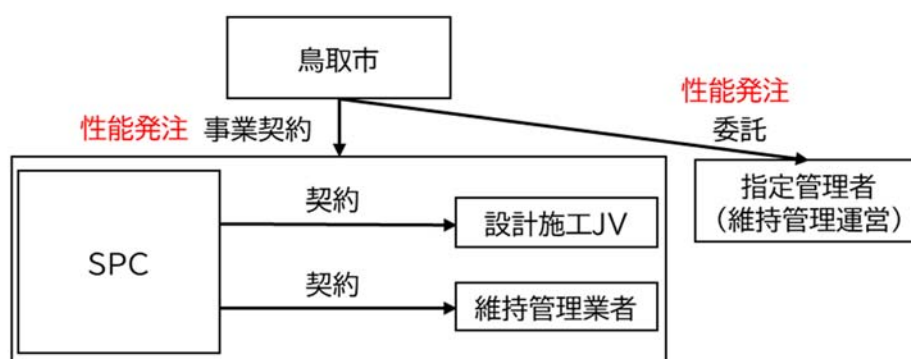 鳥取市
性能発注
性能発注 事業契約
委託
指定管理者
（維持管理運営）
契約
設計施工JV
SPC
契約
維持管理業者